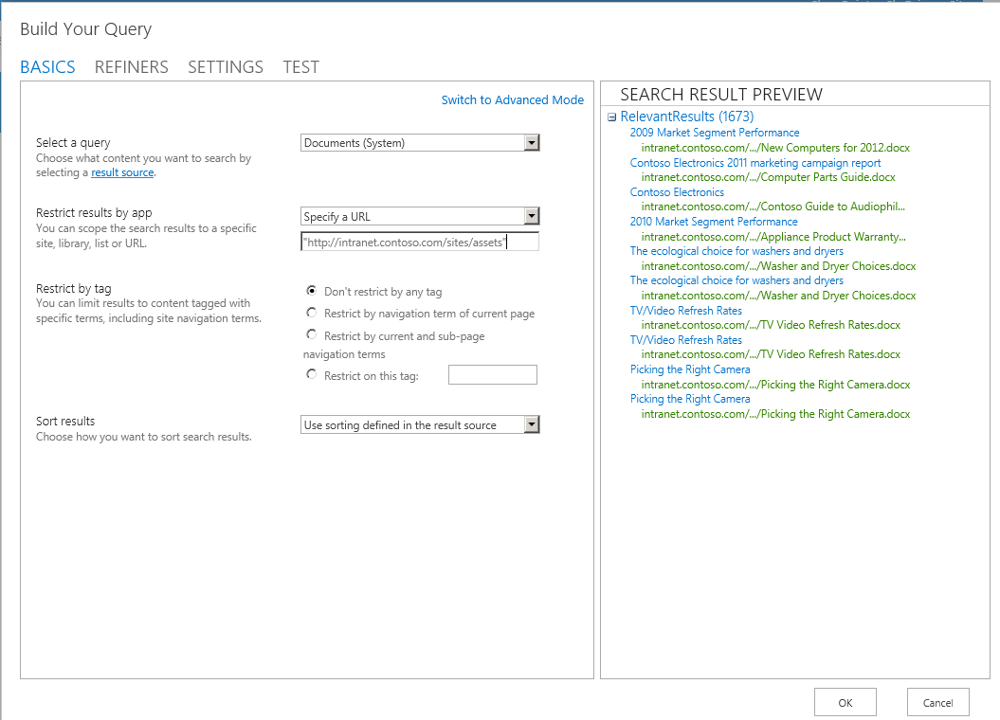 Build Your Query
BASICS REFINERS SETTINGS TEST
Switch to Advanced Mode
Select a query
Choose what content you want to search by
selecting a result source.
Documents (System)
Restrict results by app
You can scope the search results to a specific
site, library, list or URL.
Specify a URL
"http://intranet.contoso.com/sites/assets"
Restrict by tag
You can limit results to content tagged with
specific terms, including site navigation terms.
Don't restrict by any tag
Restrict by navigation term of current page
Restrict by current and sub-page
navigation terms
Restrict on this tag:
Sort results
Choose how you want to sort search results.
Use sorting defined in the result source
SEARCH RESULT PREVIEW
RelevantResults (1673)
2009 Market Segment Performance
intranet.contoso.com/.../New Computers for 2012.docx
Contoso Electronics 2011 marketing campaign report
intranet.contoso.com/.../Computer Parts Guide.docx
Contoso Electronics
intranet.contoso.com/.../Contoso Guide to Audiophil...
2010 Market Segment Performance
intranet.contoso.com/.../Appliance Product Warranty...
The ecological choice for washers and dryers
intranet.contoso.com/.../Washer and Dryer Choices.docx
The ecological choice for washers and dryers
intranet.contoso.com/.../Washer and Dryer Choices.docx
TV/Video Refresh Rates
intranet.contoso.com/.../TV Video Refresh Rates.docx
TV/Video Refresh Rates
intranet.contoso.com/.../TV Video Refresh Rates.docx
Picking the Right Camera
intranet.contoso.com/.../Picking the Right Camera.docx
Picking the Right Camera
intranet.contoso.com/.../Picking the Right Camera.docx
OK Cancel